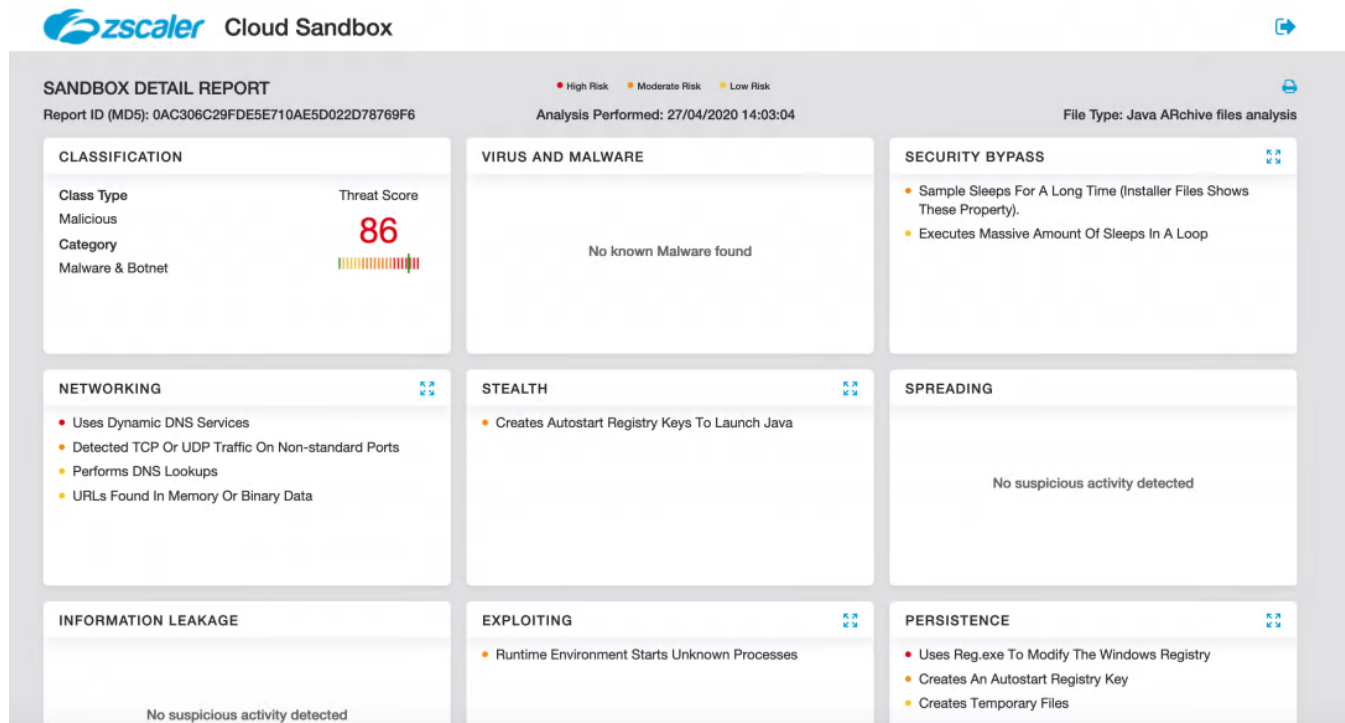 zscaler Cloud Sandbox
SANDBOX DETAIL REPORT
High Risk Moderate Risk Low Risk
Report ID (MD5): 0AC306C29FDE5E710AE5D022D78769F6
Analysis Performed: 27/04/2020 14:03:04
File Type: Java ARchive files analysis
CLASSIFICATION
Class Type
Malicious
Category
Malware & Botnet
Threat Score
86
VIRUS AND MALWARE
No known Malware found
SECURITY BYPASS
Sample Sleeps For A Long Time (Installer Files Shows
These Property).
Executes Massive Amount Of Sleeps In A Loop
NETWORKING
Uses Dynamic DNS Services
Detected TCP Or UDP Traffic On Non-standard Ports
Performs DNS Lookups
URLs Found In Memory Or Binary Data
STEALTH
Creates Autostart Registry Keys To Launch Java
SPREADING
No suspicious activity detected
INFORMATION LEAKAGE
No suspicious activity detected
EXPLOITING
Runtime Environment Starts Unknown Processes
PERSISTENCE
Uses Reg.exe To Modify The Windows Registry
Creates An Autostart Registry Key
Creates Temporary Files